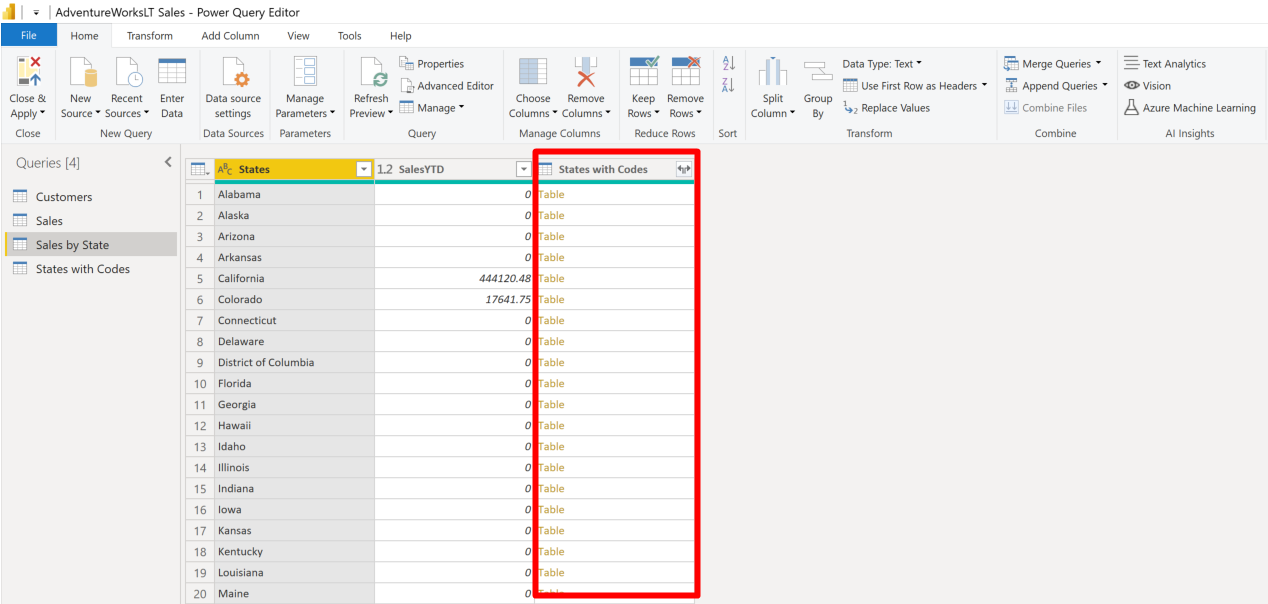 AdventureWorksLT Sales - Power Query Editor
File Home Transform Add Column View Tools Help
Close & Apply
New Source
Recent Sources
Enter Data
Data source settings
Manage Parameters
Refresh Preview
Properties
Advanced Editor
Manage
Choose Columns
Remove Columns
Keep Rows
Remove Rows
Split Column
Group By
Data Type: Text
Use First Row as Headers
Replace Values
Merge Queries
Append Queries
Combine Files
Text Analytics
Vision
Azure Machine Learning
Close New Query Data Sources Parameters Query Manage Columns Reduce Rows Sort Transform Combine AI Insights
Queries [4]
Customers
Sales
Sales by State
States with Codes
ABC States 1.2 SalesYTD States with Codes
1 Alabama 0 Table
2 Alaska 0 Table
3 Arizona 0 Table
4 Arkansas 0 Table
5 California 444120.48 Table
6 Colorado 17641.75 Table
7 Connecticut 0 Table
8 Delaware 0 Table
9 District of Columbia 0 Table
10 Florida 0 Table
11 Georgia 0 Table
12 Hawaii 0 Table
13 Idaho 0 Table
14 Illinois 0 Table
15 Indiana 0 Table
16 Iowa 0 Table
17 Kansas 0 Table
18 Kentucky 0 Table
19 Louisiana 0 Table
20 Maine 0